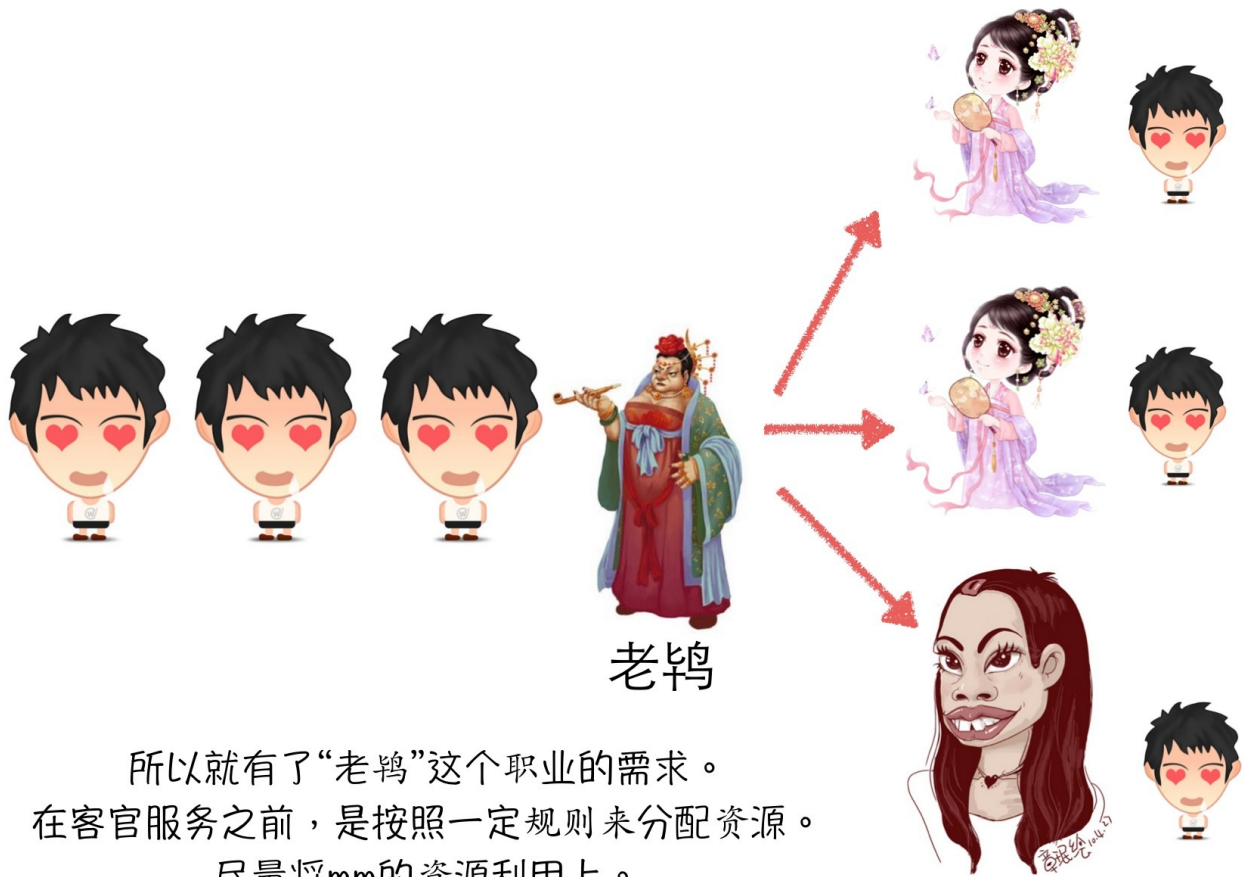 老鸨
所以就有了“老鸨”这个职业的需求。
在客官服务之前，是按照一定规则来分配资源。
尽量将mm的资源利用上。